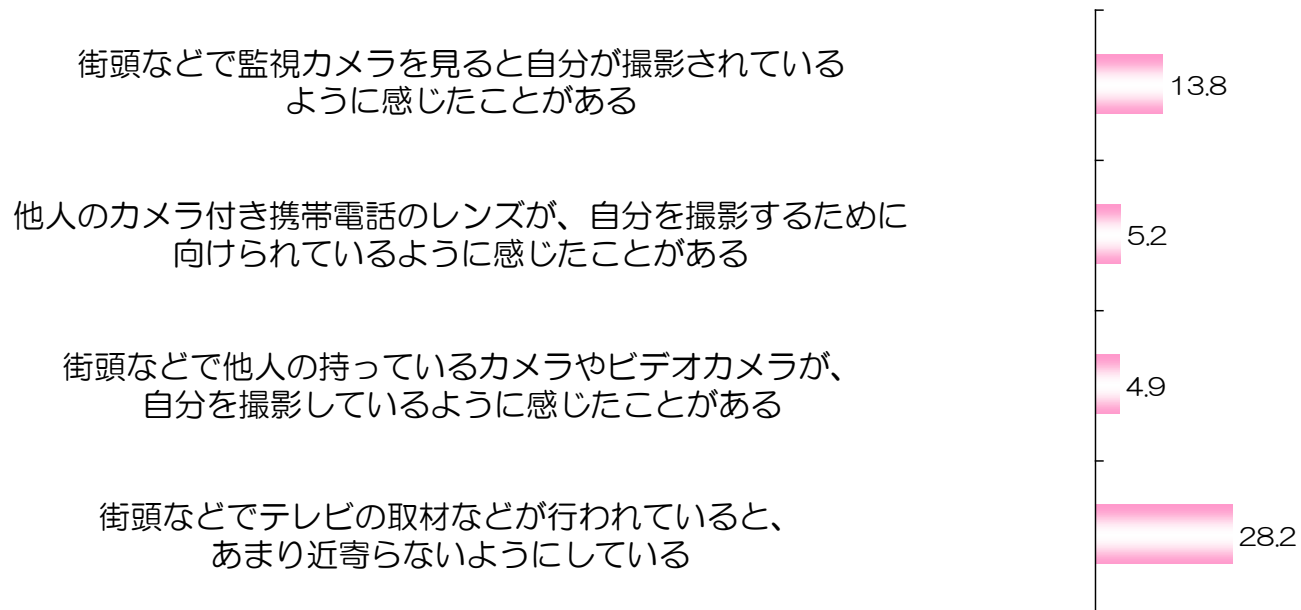 街頭などで監視カメラを見ると自分が撮影されている
ように感じたことがある
13.8
他人のカメラ付き携帯電話のレンズが、自分を撮影するために
向けられているように感じたことがある
5.2
街頭などで他人の持っているカメラやビデオカメラが、
自分を撮影しているように感じたことがある
4.9
街頭などでテレビの取材などが行われていると、
あまり近寄らないようにしている
28.2